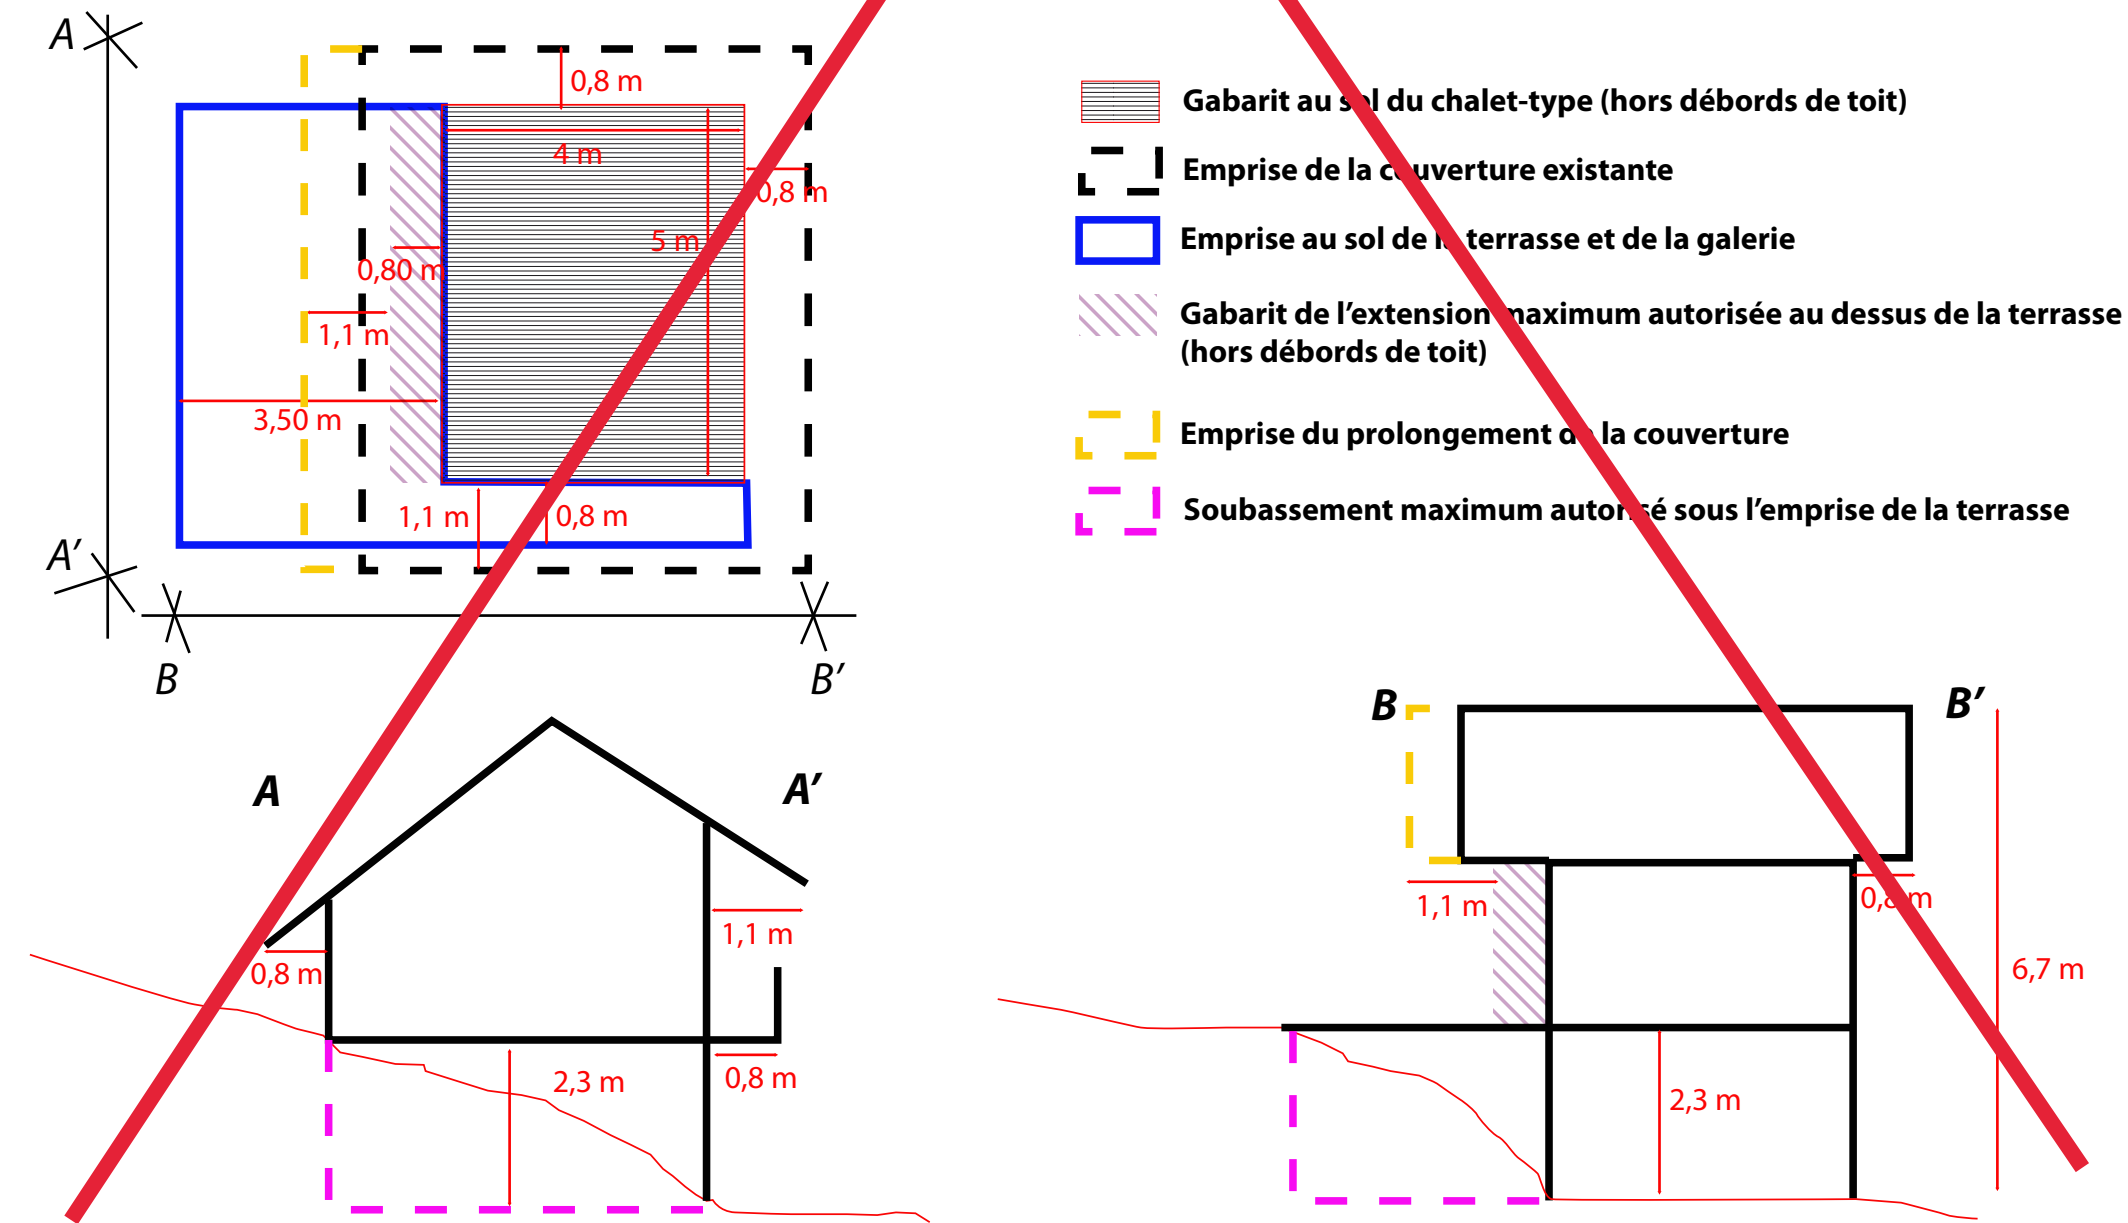 A
0,8 m
4 m
0,8 m
5 m
0,80 m
1,1 m
3,50 m
1,1 m
0,8 m
A'
B
B'
Gabarit au sol du chalet-type (hors débords de toit)
Emprise de la couverture existante
Emprise au sol de la terrasse et de la galerie
Gabarit de l'extension maximum autorisée au dessus de la terrasse
(hors débords de toit)
Emprise du prolongement de la couverture
Soubassement maximum autorisé sous l'emprise de la terrasse
A
A'
1,1 m
0,8 m
2,3 m
0,8 m
B
B'
1,1 m
0,8 m
6,7 m
2,3 m